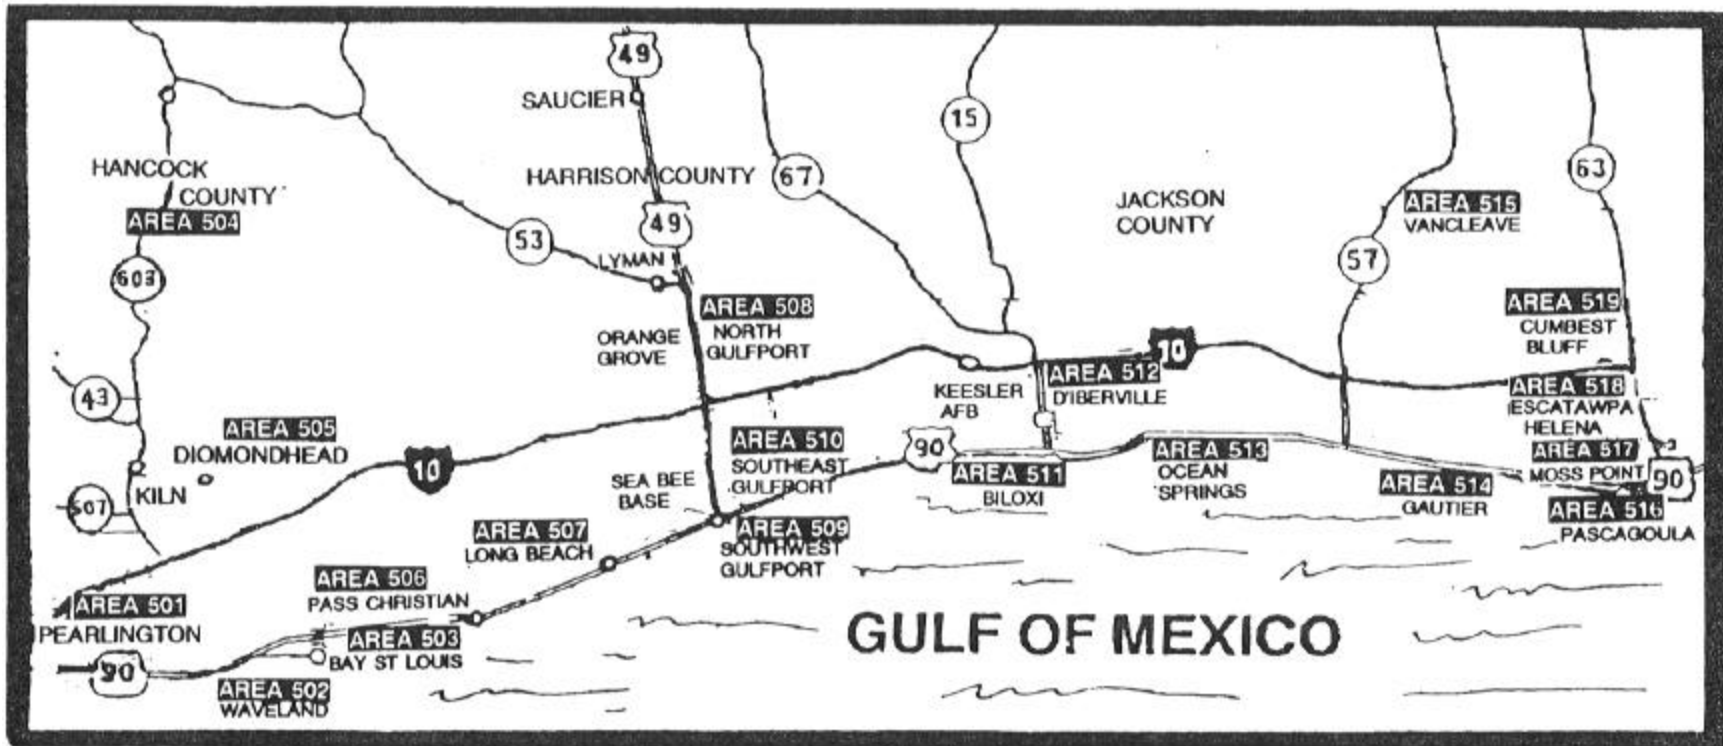 49
SAUCIER
15
HANCOCK
COUNTY
AREA 504
HARRISON COUNTY
67
63
JACKSON
COUNTY
AREA 515
VANCLEAVE
49
53
57
LYMAN
603
AREA 508
NORTH
GULFPORT
ORANGE
GROVE
AREA 519
CUMBEST
BLUFF
10
AREA 512
D'IBERVILLE
KEESLER
AFB
43
AREA 518
ESCATAWPA
HELENA
AREA 505
DIOMONDHEAD
10
AREA 510
SOUTHEAST
GULFPORT
90
AREA 511
BILOXI
AREA 513
OCEAN
SPRINGS
AREA 517
MOSS POINT
90
AREA 514
GAUTIER
KILN
607
SEA BEE
BASE
AREA 516
PASCAGOULA
AREA 507
LONG BEACH
AREA 509
SOUTHWEST
GULFPORT
AREA 506
PASS CHRISTIAN
AREA 501
PEARLINGTON
AREA 503
BAY ST LOUIS
GULF OF MEXICO
90
AREA 502
WAVELAND